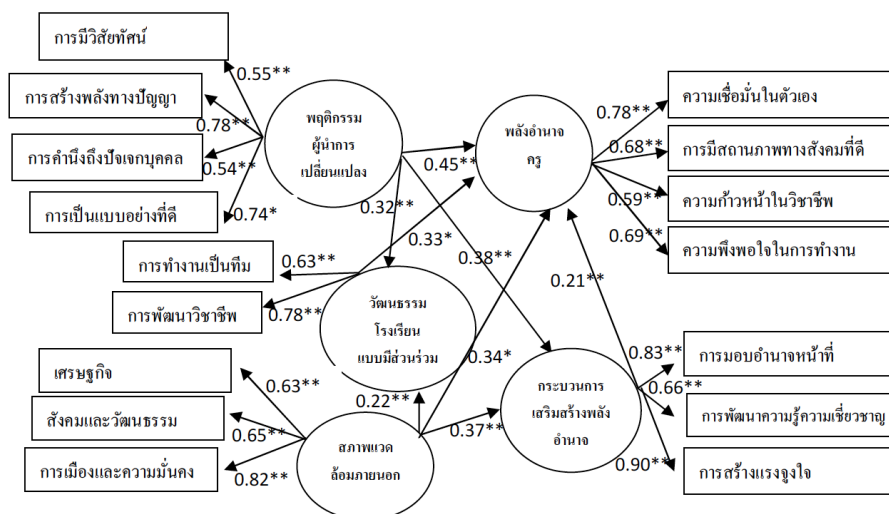 การมีวิสัยทัศน์
0.55**
การสร้างพลังทางปัญญา
0.78**
การคำนึงถึงปัจเจกบุคคล
0.54**
การเป็นแบบอย่างที่ดี
0.74*
พฤติกรรม
ผู้นำการ
เปลี่ยนแปลง
0.45**
0.32**
0.33*
0.38**
พลังอำนาจ
ครู
0.78**
ความเชื่อมั่นในตัวเอง
0.68**
การมีสถานภาพทางสังคมที่ดี
0.59**
ความก้าวหน้าในวิชาชีพ
0.69**
ความพึงพอใจในการทำงาน
0.21**
การทำงานเป็นทีม
0.63**
การพัฒนาวิชาชีพ
0.78**
วัฒนธรรม
โรงเรียน
แบบมีส่วนร่วม
0.34*
0.22**
0.37**
เศรษฐกิจ
0.63**
สังคมและวัฒนธรรม
0.65**
การเมืองและความมั่นคง
0.82**
สภาพแวด
ล้อมภายนอก
กระบวนการ
เสริมสร้างพลัง
อำนาจ
0.83**
การมอบอำนาจหน้าที่
0.66**
การพัฒนาความรู้ความเชี่ยวชาญ
0.90**
การสร้างแรงจูงใจ